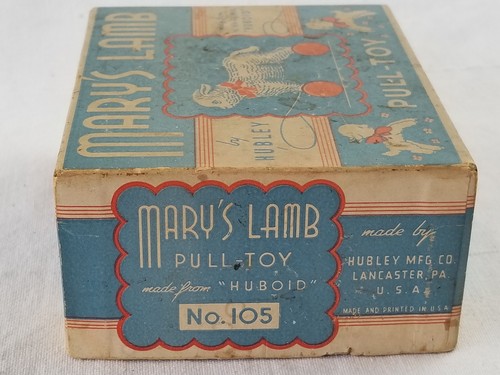 MARY'S LAMB
by
HUBLEY
PULL-TOY
MARY'S LAMB
PULL-TOY
made from "HUBOID"
No. 105
made by
HUBLEY MFG CO.
LANCASTER, PA.
U. S. A.
MADE AND PRINTED IN U.S.A.